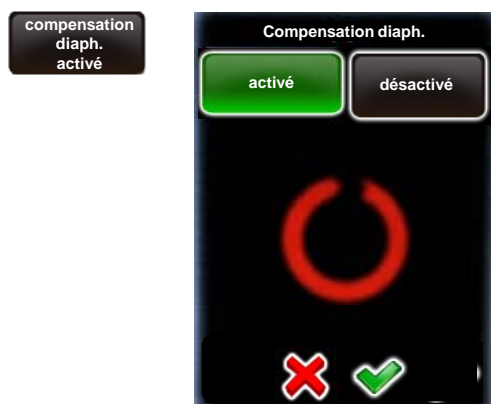 compensation
diaph.
activé
Compensation diaph.
activé désactivé